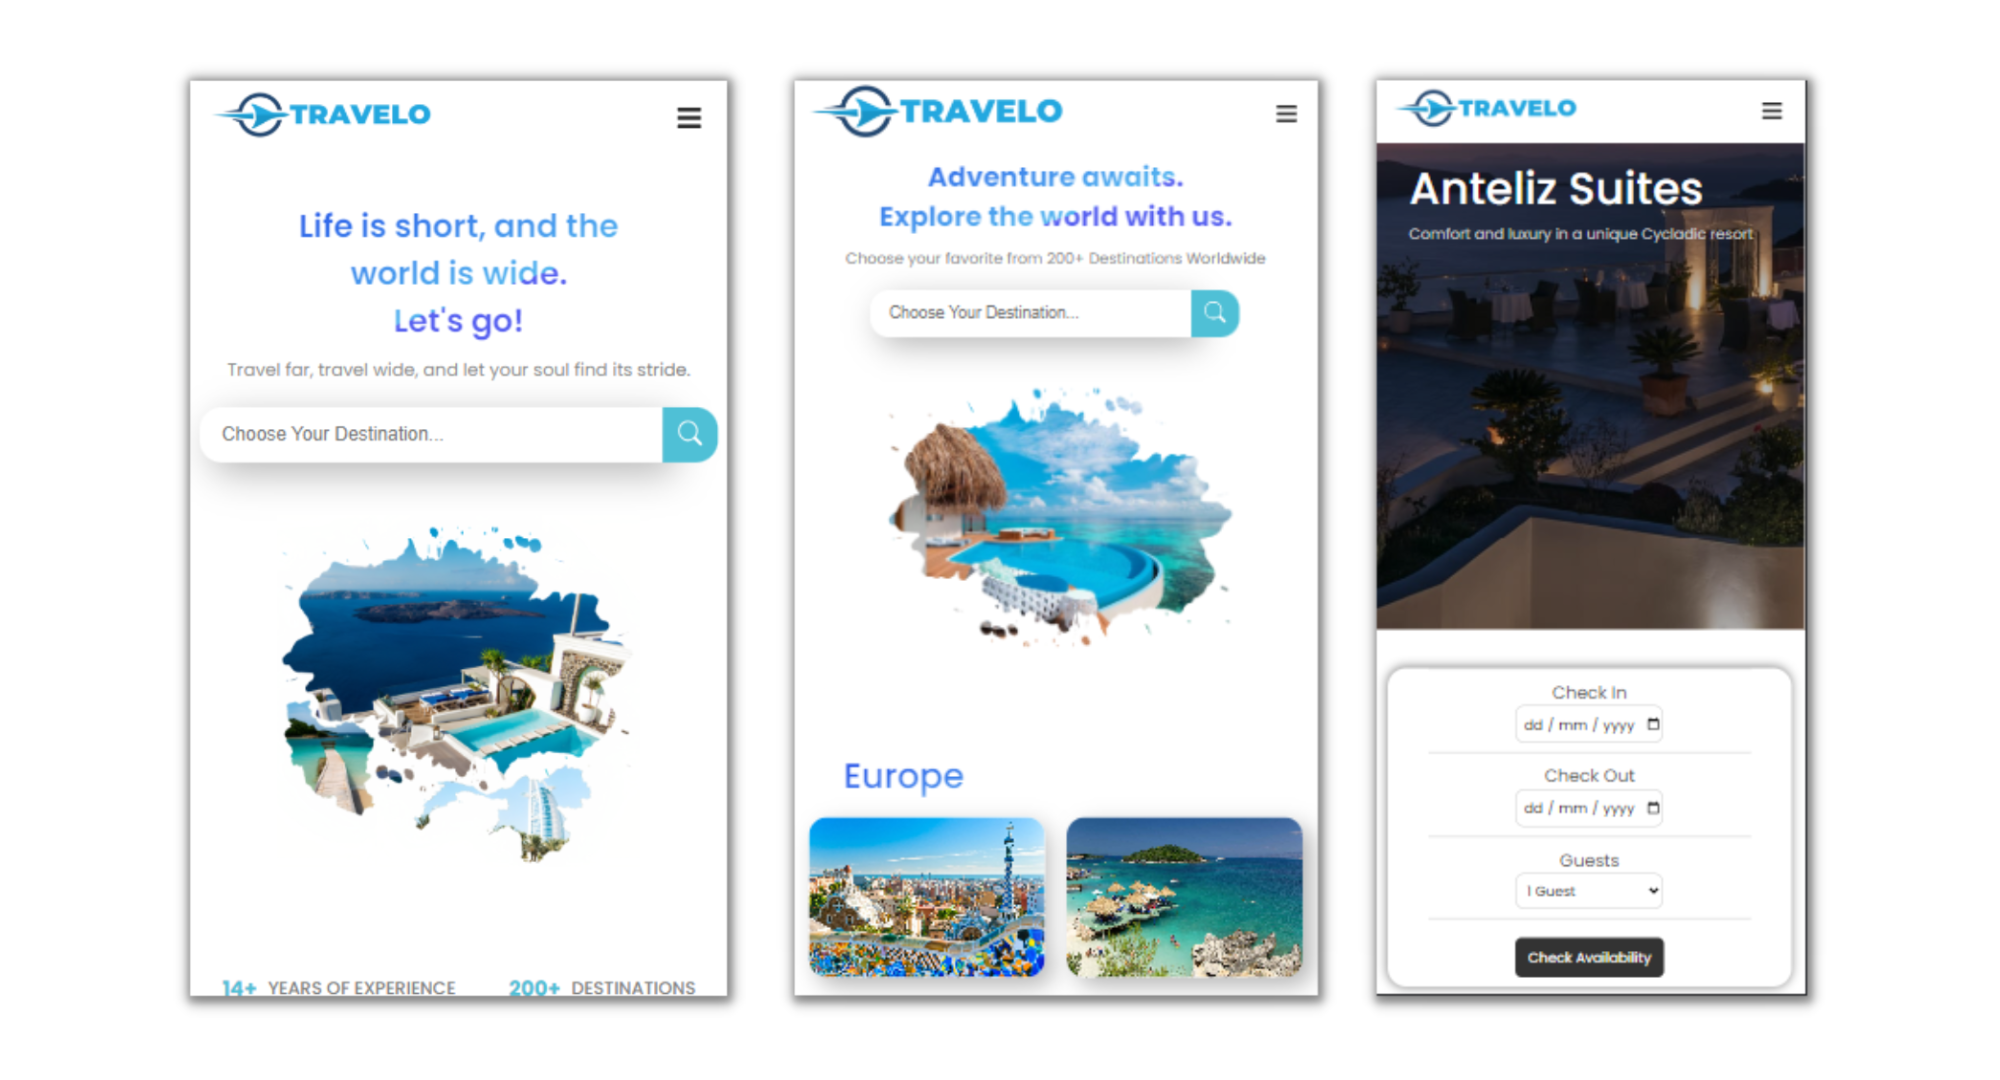 TRAVELO
Life is short, and the
world is wide.
Let's go!
Travel far, travel wide, and let your soul find its stride.
Choose Your Destination...
14+ YEARS OF EXPERIENCE
200+ DESTINATIONS
TRAVELO
Adventure awaits.
Explore the world with us.
Choose your favorite from 200+ Destinations Worldwide
Choose Your Destination...
Europe
TRAVELO
Anteliz Suites
Comfort and luxury in a unique Cycladic resort
Check In
dd / mm / yyyy
Check Out
dd / mm / yyyy
Guests
1 Guest
Check Availability